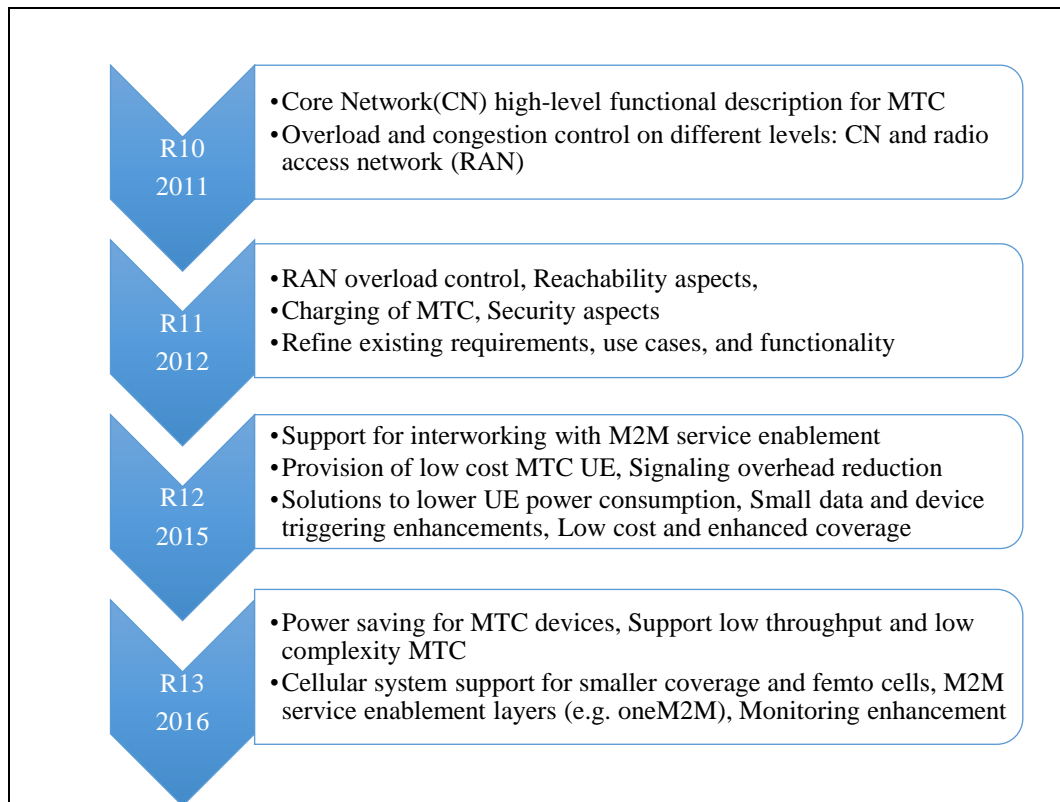 R10
2011
•Core Network(CN) high-level functional description for MTC
•Overload and congestion control on different levels: CN and radio
access network (RAN)
R11
2012
•RAN overload control, Reachability aspects,
•Charging of MTC, Security aspects
•Refine existing requirements, use cases, and functionality
R12
2015
•Support for interworking with M2M service enablement
•Provision of low cost MTC UE, Signaling overhead reduction
•Solutions to lower UE power consumption, Small data and device
triggering enhancements, Low cost and enhanced coverage
R13
2016
•Power saving for MTC devices, Support low throughput and low
complexity MTC
•Cellular system support for smaller coverage and femto cells, M2M
service enablement layers (e.g. oneM2M), Monitoring enhancement